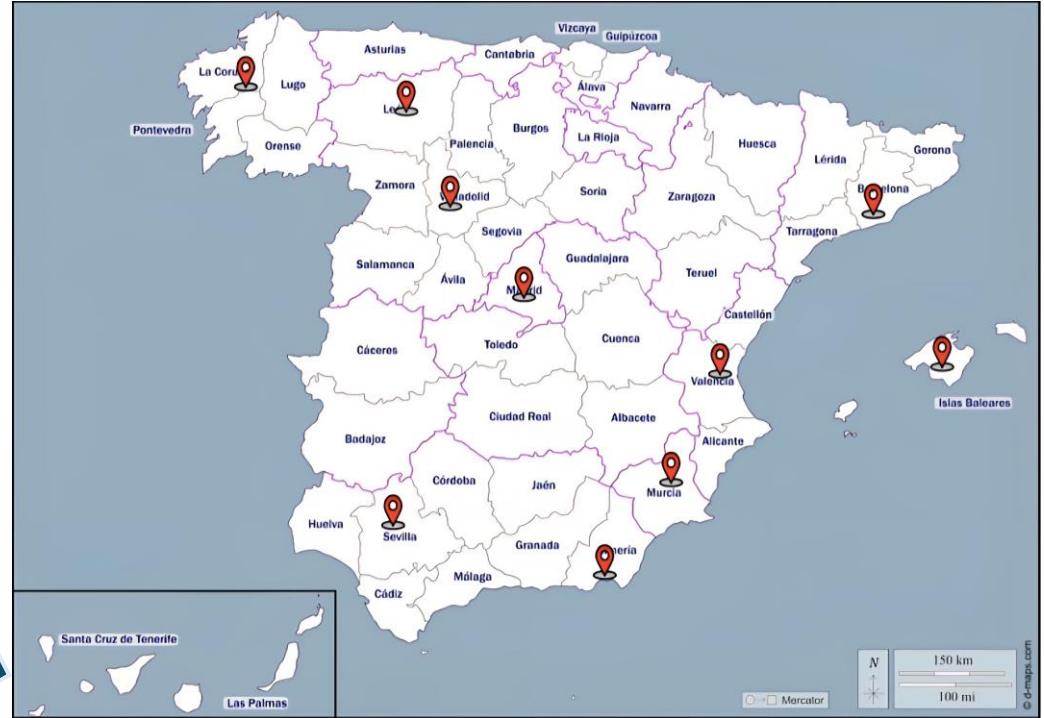 Vizcaya
Guipúzcoa
Asturias
Cantabria
La Coru
Lugo
Álava
Navarra
Le
Burgos
La Rioja
Huesca
Pontevedra
Palencia
Lérida
Gerona
Orense
Zamora
Soria
Zaragoza
Tarragona
Segovia
Salamanca
Ávila
Guadalajara
Teruel
Castellón
Cáceres
Toledo
Cuenca
Valencia
Islas Baleares
Ciudad Real
Albacete
Badajoz
Alicante
Córdoba
Jaén
Murcia
Huelva
Sevilla
Granada
Málaga
Cádiz
Santa Cruz de Tenerife
Las Palmas
N
150 km
100 mi
Mercator
© d-maps.com